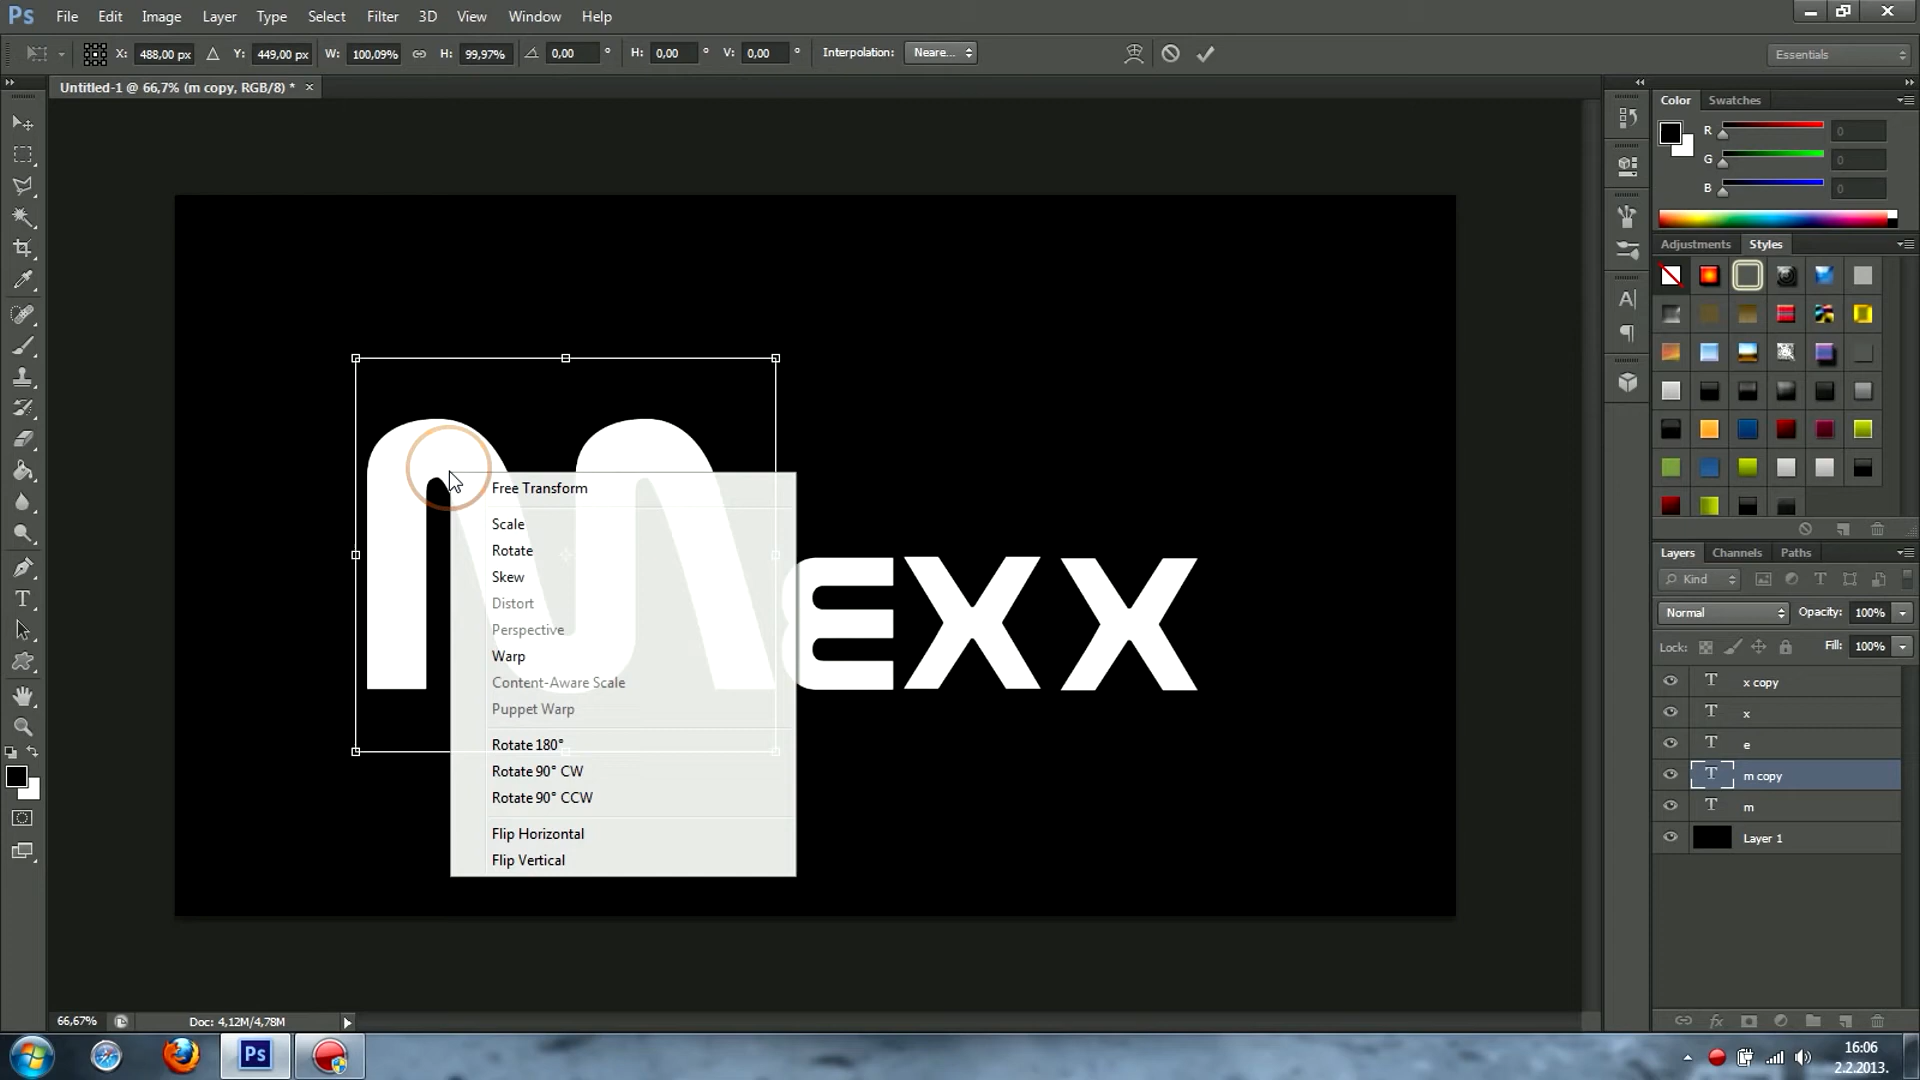 Ps File Edit Image Layer Type Select Filter 3D View Window Help
X: 488,00 px Y: 449,00 px W: 100,09% H: 99,97% 0,00 ° H: 0,00 ° V: 0,00 ° Interpolation: Neare... Essentials
Untitled-1 @ 66,7% (m copy, RGB/8) * ×
Color Swatches
R 0
G 0
B 0
Adjustments Styles
mexx
Free Transform
Scale
Rotate
Skew
Distort
Perspective
Warp
Content-Aware Scale
Puppet Warp
Rotate 180°
Rotate 90° CW
Rotate 90° CCW
Flip Horizontal
Flip Vertical
Layers Channels Paths
Kind
Normal Opacity: 100%
Lock: Fill: 100%
T x copy
T x
T e
T m copy
T m
Layer 1
66,67% Doc: 4,12M/4,78M
Ps
16:06
2.2.2013.